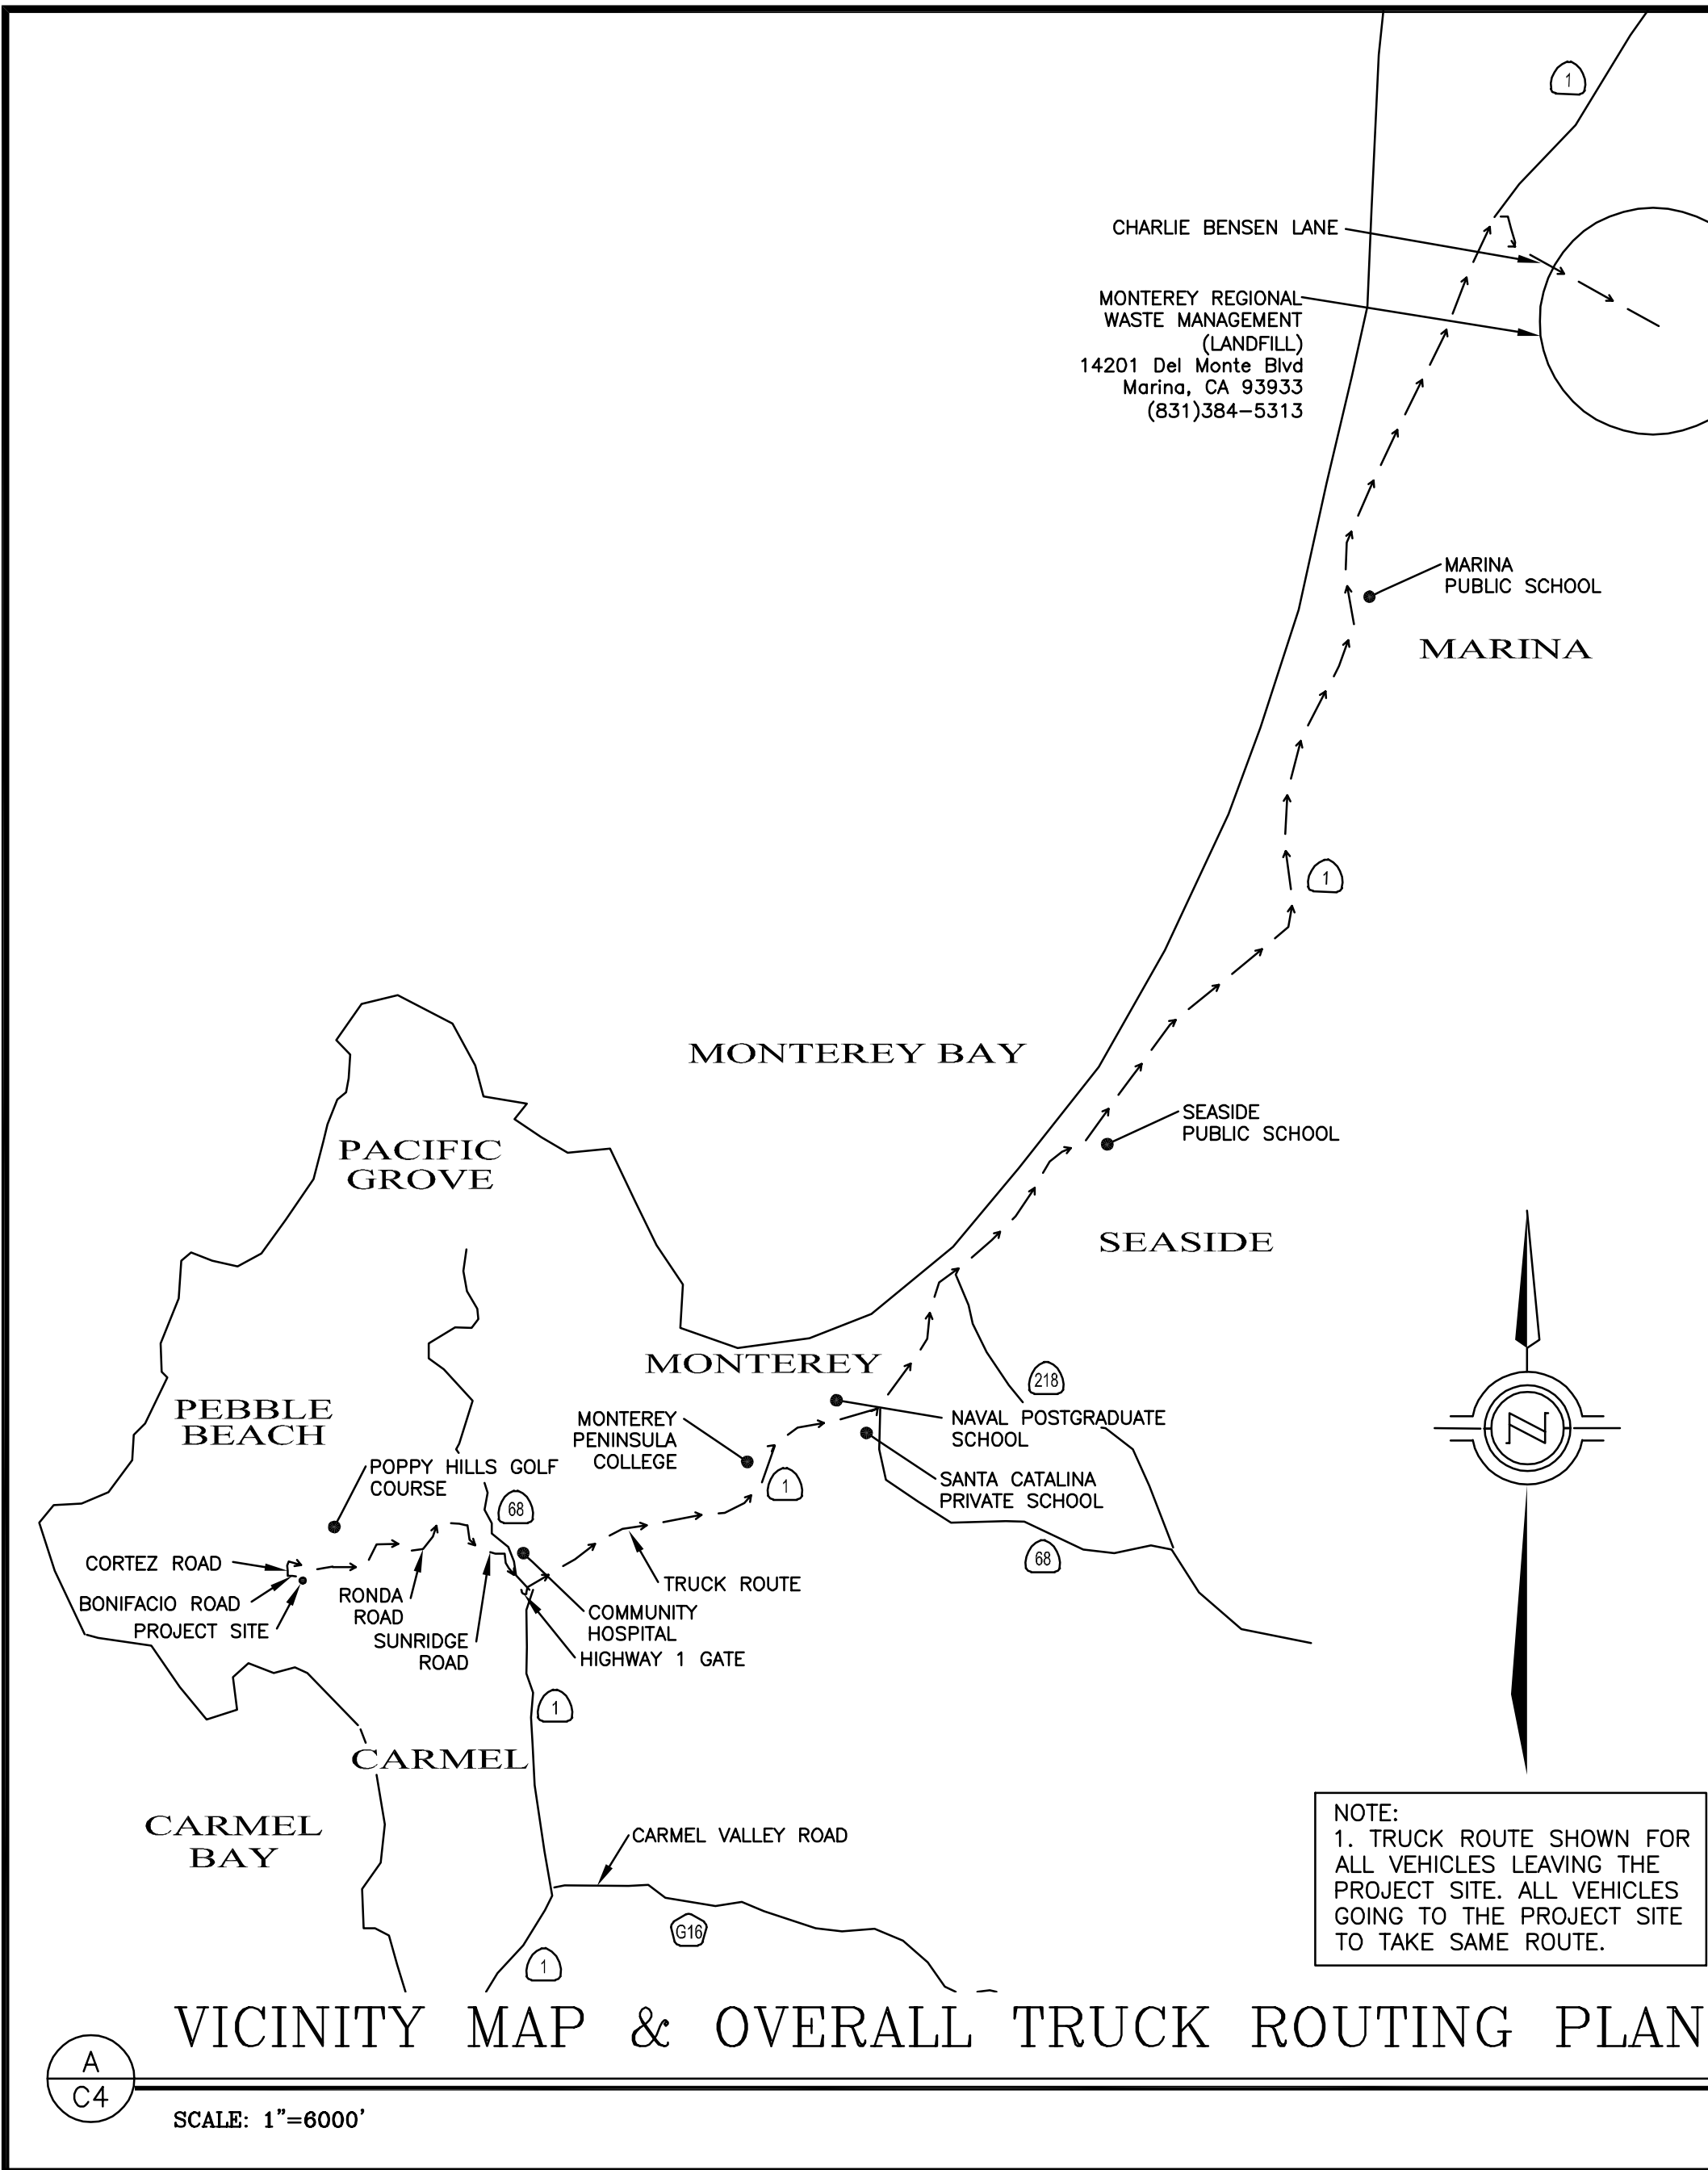 1
CHARLIE BENSEN LANE
MONTEREY REGIONAL
WASTE MANAGEMENT
(LANDFILL)
14201 Del Monte Blvd
Marina, CA 93933
(831)384-5313
MARINA
PUBLIC SCHOOL
MARINA
1
MONTEREY BAY
SEASIDE
PUBLIC SCHOOL
PACIFIC
GROVE
SEASIDE
MONTEREY
218
PEBBLE
BEACH
MONTEREY
PENINSULA
COLLEGE
NAVAL POSTGRADUATE
SCHOOL
N
POPPY HILLS GOLF
COURSE
1
SANTA CATALINA
PRIVATE SCHOOL
68
68
CORTEZ ROAD
BONIFACIO ROAD
PROJECT SITE
RONDA
ROAD
SUNRIDGE
ROAD
TRUCK ROUTE
COMMUNITY
HOSPITAL
HIGHWAY 1 GATE
1
CARMEL
CARMEL
BAY
CARMEL VALLEY ROAD
G16
1
NOTE:
1. TRUCK ROUTE SHOWN FOR
ALL VEHICLES LEAVING THE
PROJECT SITE. ALL VEHICLES
GOING TO THE PROJECT SITE
TO TAKE SAME ROUTE.
VICINITY MAP & OVERALL TRUCK ROUTING PLAN
A
C4
SCALE: 1"=6000'